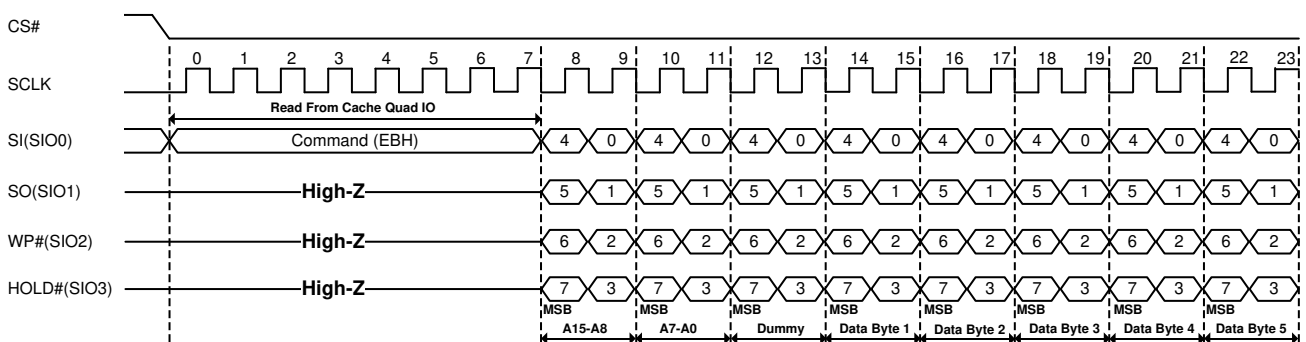 CS#
0 1 2 3 4 5 6 7 8 9 10 11 12 13 14 15 16 17 18 19 20 21 22 23
SCLK
Read From Cache Quad IO
SI(SIO0) Command (EBH) 4 0 4 0 4 0 4 0 4 0 4 0 4 0 4 0
SO(SIO1) High-Z 5 1 5 1 5 1 5 1 5 1 5 1 5 1 5 1
WP#(SIO2) High-Z 6 2 6 2 6 2 6 2 6 2 6 2 6 2 6 2
HOLD#(SIO3) High-Z 7 3 7 3 7 3 7 3 7 3 7 3 7 3 7 3
MSB MSB MSB MSB MSB MSB MSB MSB
A15-A8 A7-A0 Dummy Data Byte 1 Data Byte 2 Data Byte 3 Data Byte 4 Data Byte 5